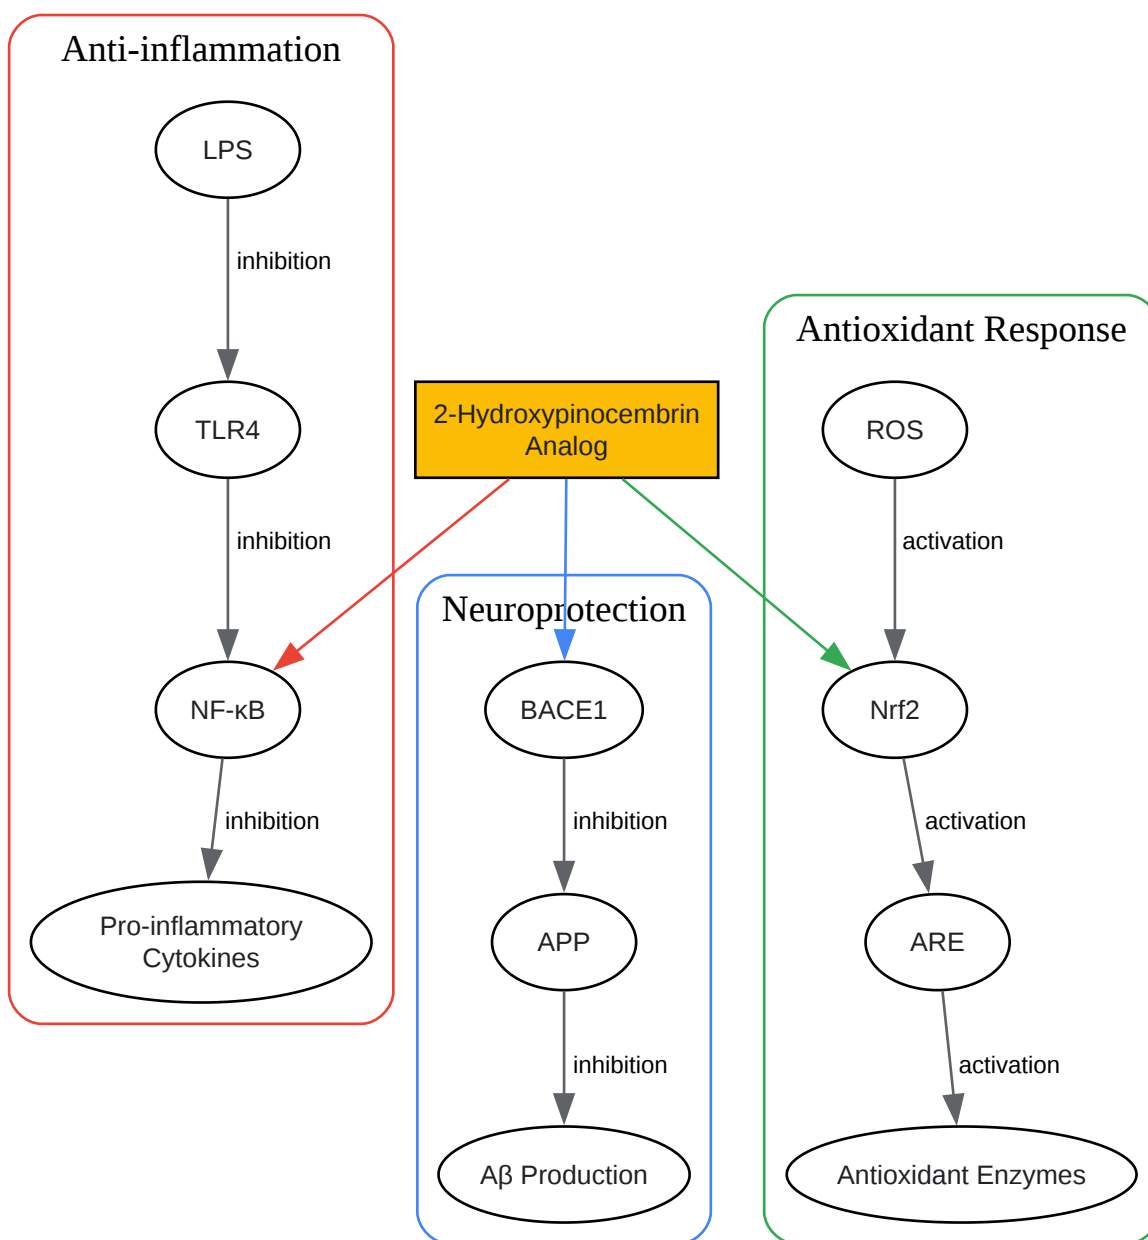 Anti-inflammation
LPS
inhibition
TLR4
inhibition
NF-κB
inhibition
Pro-inflammatory
Cytokines
2-Hydroxypinocembrin
Analog
Neuroprotection
BACE1
inhibition
APP
inhibition
Aβ Production
Antioxidant Response
ROS
activation
Nrf2
activation
ARE
activation
Antioxidant Enzymes